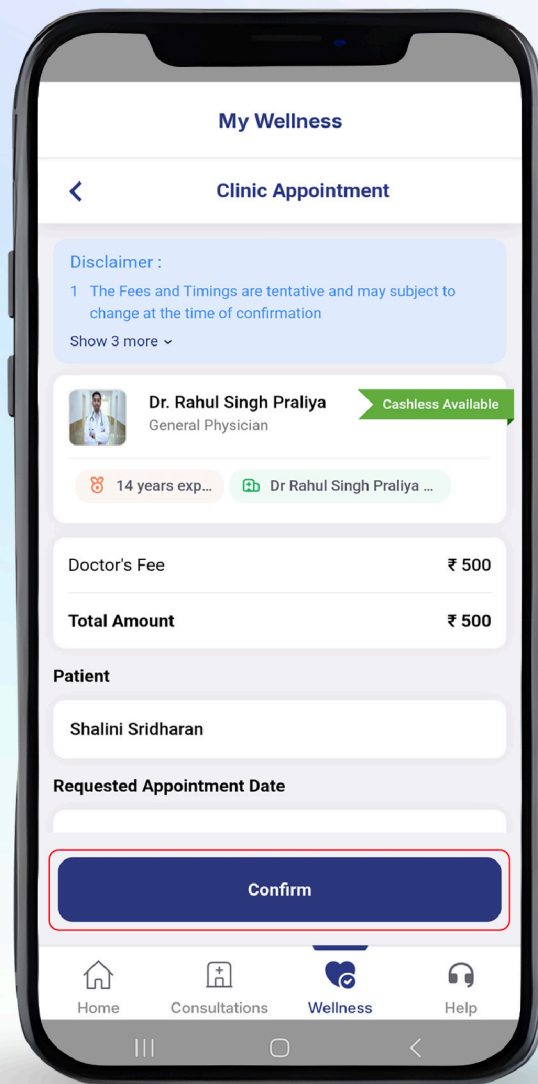 My Wellness
Clinic Appointment
Disclaimer :
1 The Fees and Timings are tentative and may subject to
change at the time of confirmation
Show 3 more
Dr. Rahul Singh Praliya
Cashless Available
General Physician
14 years exp...
Dr Rahul Singh Praliya ...
Doctor's Fee
₹ 500
Total Amount
₹ 500
Patient
Shalini Sridharan
Requested Appointment Date
Confirm
Home
Consultations
Wellness
Help